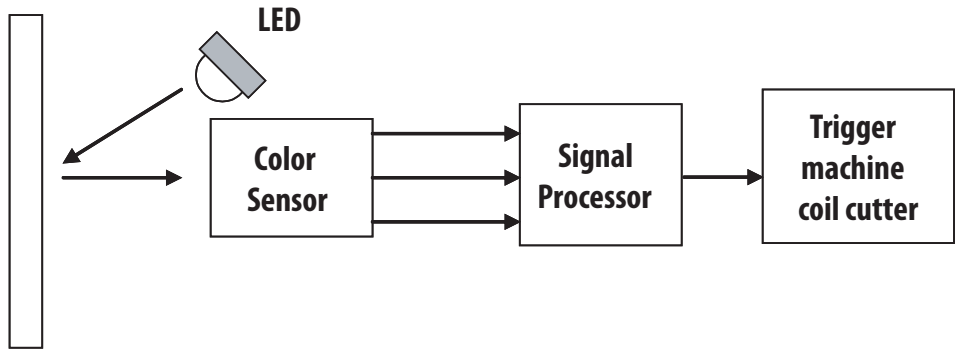 LED
Color
Sensor
Signal
Processor
Trigger
machine
coil cutter